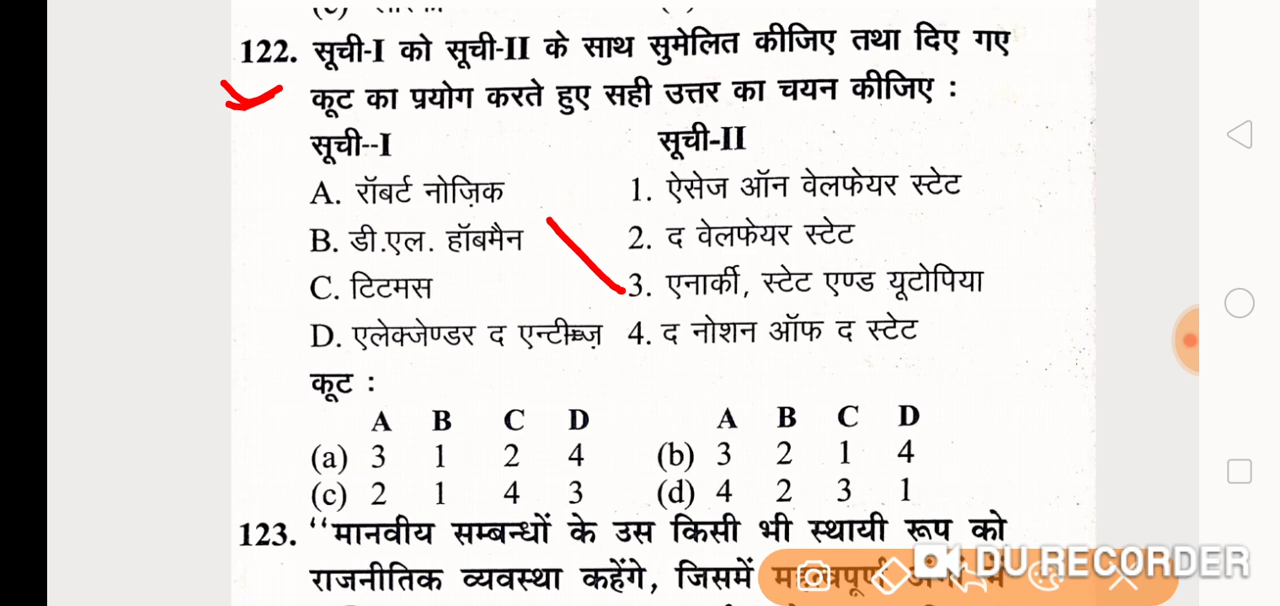 122. सूची-I को सूची-II के साथ सुमेलित कीजिए तथा दिए गए
कूट का प्रयोग करते हुए सही उत्तर का चयन कीजिए :
सूची--I सूची-II
A. रॉबर्ट नोज़िक 1. ऐसेज ऑन वेलफेयर स्टेट
B. डी.एल. हॉबमैन 2. द वेलफेयर स्टेट
C. टिटमस 3. एनार्की, स्टेट एण्ड यूटोपिया
D. एलेक्जेण्डर द 4. द नोशन ऑफ द स्टेट
कूट :
A B C D A B C D
(a) 3 1 2 4 (b) 3 2 1 4
(c) 2 1 4 3 (d) 4 2 3 1
123. “मानवीय सम्बन्धों के उस किसी भी स्थायी रूप को
राजनीतिक व्यवस्था कहेंगे, जिसमें
DU RECORDER